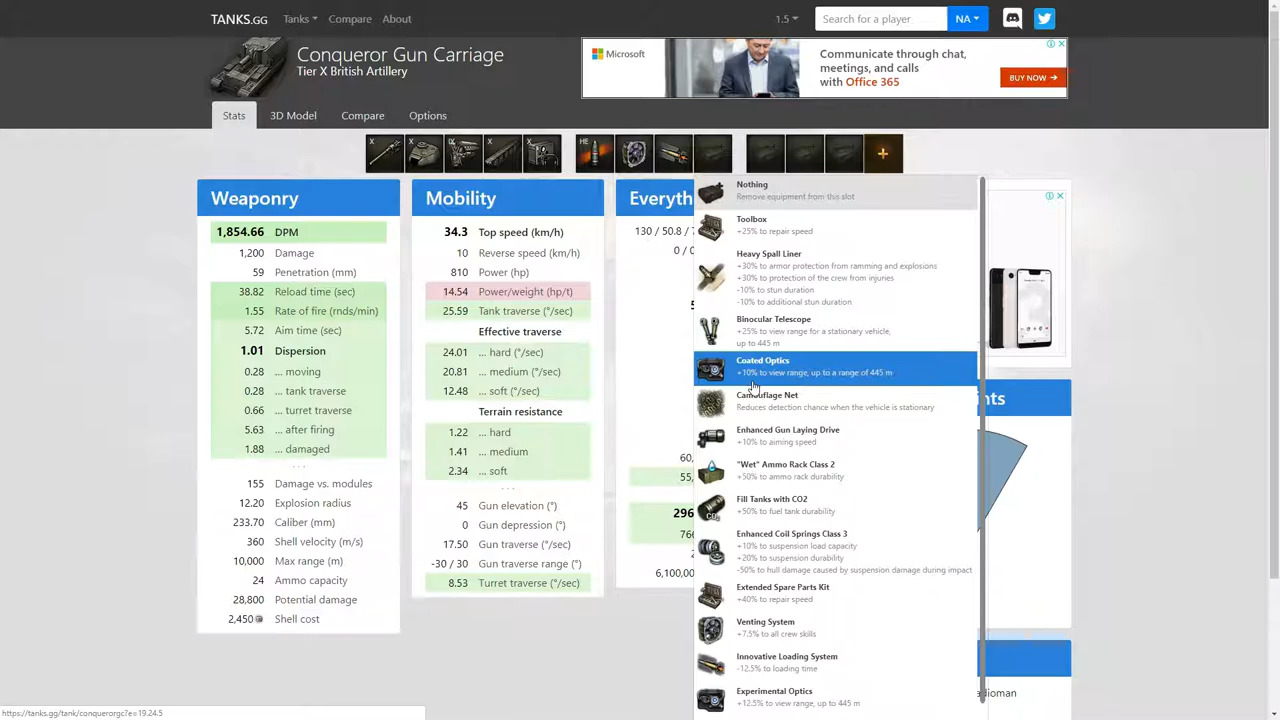 TANKS.GG
Tanks
Compare
About
1.5
Search for a player
NA
Conqueror Gun Carriage
Tier X British Artillery
Microsoft
Communicate through chat,
meetings, and calls
with Office 365
BUY NOW →
Stats
3D Model
Compare
Options
X
X
IX
X
X
HE
+
Weaponry
1,854.66 DPM
1,200 Damage
59 Penetration (mm)
38.82 Reload time (sec)
1.55 Rate of fire (rnds/min)
5.72 Aim time (sec)
1.01 Dispersion
0.28 ... moving
0.28 ... tank traverse
0.66 ... turret traverse
5.63 ... after firing
1.88 ... damaged
. . .
155 Damage vs. modules
12.20 Explosion radius
233.70 Caliber (mm)
360 Shell velocity (m/s)
10,000 Max range (m)
24 Ammo capacity
28,800 Potential damage
2,450 Shell cost
Mobility
34.3 Top speed (km/h)
10 Reverse speed (km/h)
810 Power (hp)
14.54 Power/weight (hp/t)
25.59 Tank traverse (°/sec)
Effective traverse
24.01 ... hard (°/sec)
20.81 ... medium (°/sec)
12.48 ... soft (°/sec)
Terrain resistance
1.22 ... hard
1.41 ... medium
2.34 ... soft
. . .
45 Gun elevation (°)
0 Gun depression (°)
17.50 Gun traverse (°/sec)
-30 / 30 Gun traverse range (°)
8.53 Turret traverse (°/sec)
Everyth
130 / 50.8 / 7
0 / 0
60,
55,
296
766
6,100,0
Nothing
Remove equipment from this slot
Toolbox
+25% to repair speed
Heavy Spall Liner
+30% to armor protection from ramming and explosions
+30% to protection of the crew from injuries
-10% to stun duration
-10% to additional stun duration
Binocular Telescope
+25% to view range for a stationary vehicle,
up to 445 m
Coated Optics
+10% to view range, up to a range of 445 m
Camouflage Net
Reduces detection chance when the vehicle is stationary
Enhanced Gun Laying Drive
+10% to aiming speed
"Wet" Ammo Rack Class 2
+50% to ammo rack durability
Fill Tanks with CO2
+50% to fuel tank durability
Enhanced Coil Springs Class 3
+10% to suspension load capacity
+20% to suspension durability
-50% to hull damage caused by suspension damage during impact
Extended Spare Parts Kit
+40% to repair speed
Venting System
+7.5% to all crew skills
Innovative Loading System
-12.5% to loading time
Experimental Optics
+12.5% to view range, up to 445 m
nts
dioman
https://tanks.gg/tank/conquerorgc?e=19.24.5